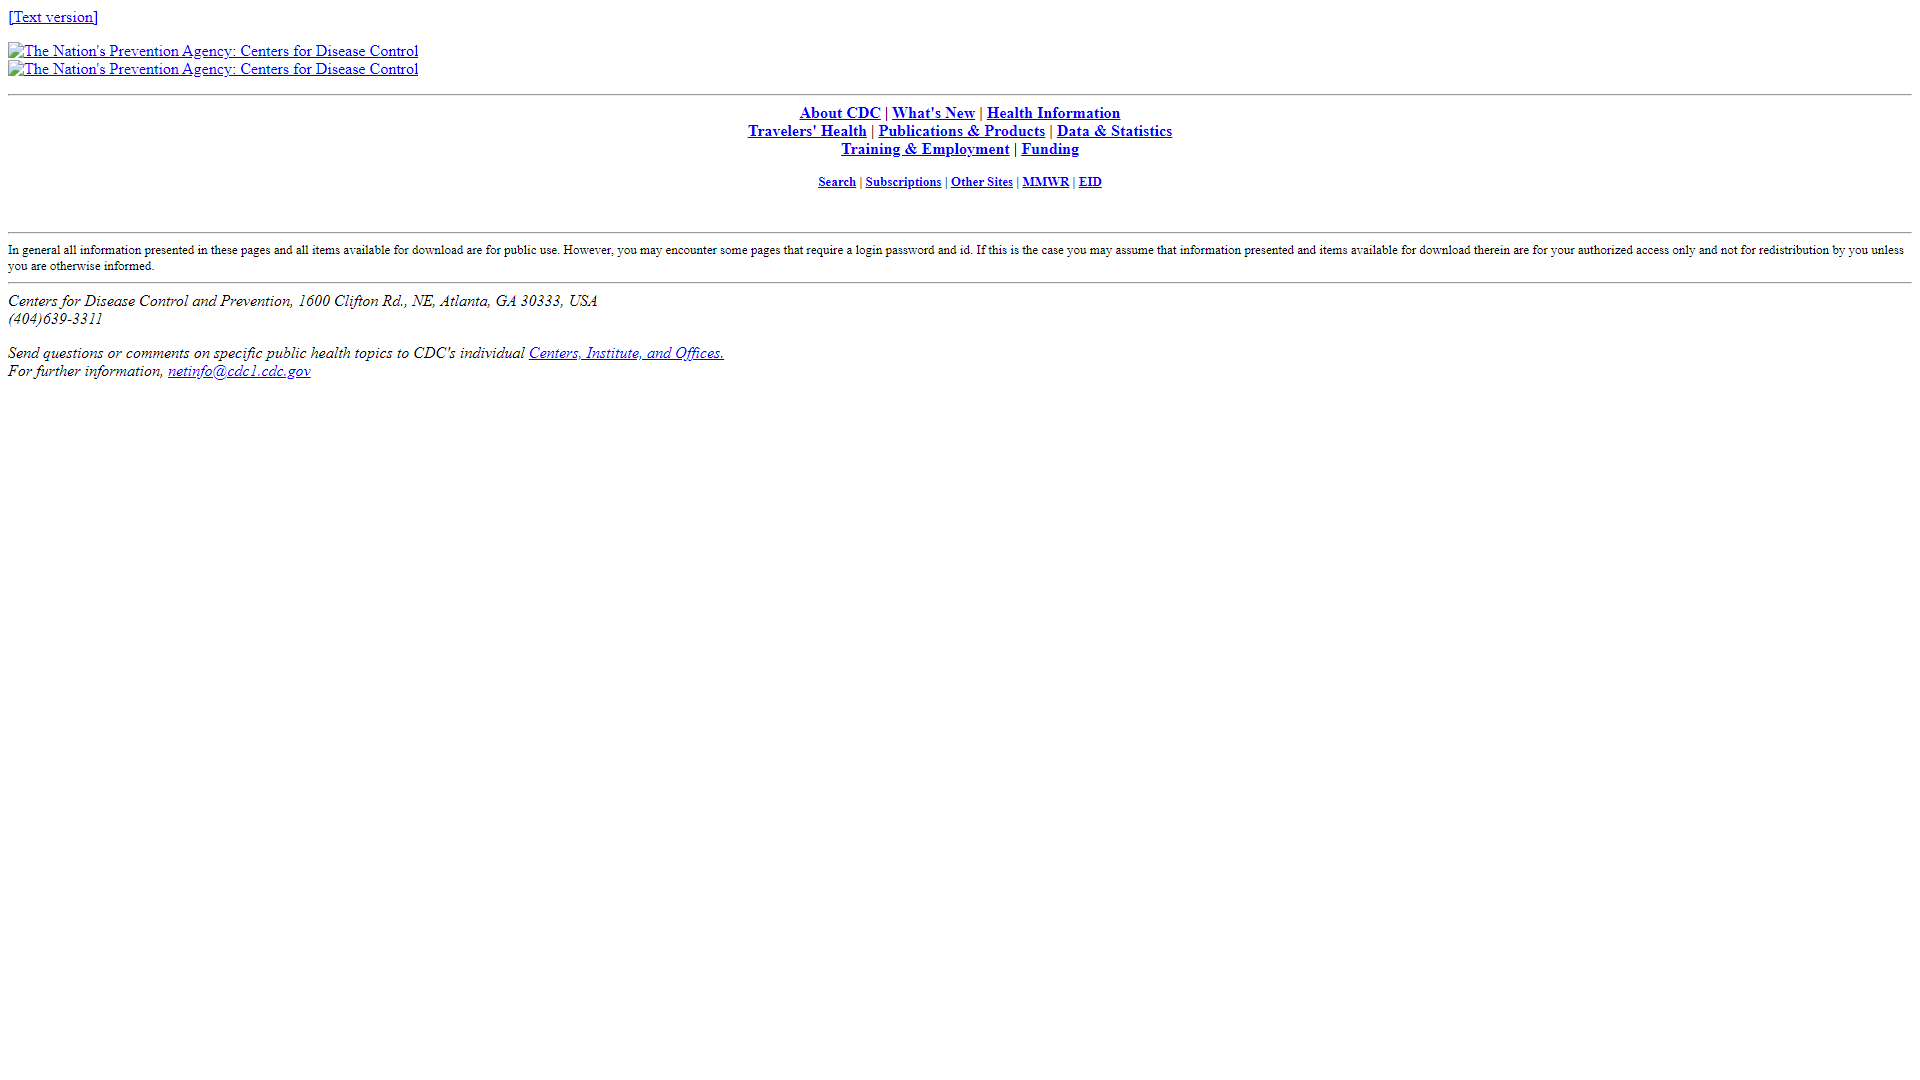 [Text version]
The Nation's Prevention Agency: Centers for Disease Control
The Nation's Prevention Agency: Centers for Disease Control
About CDC | What's New | Health Information
Travelers' Health | Publications & Products | Data & Statistics
Training & Employment | Funding
Search | Subscriptions | Other Sites | MMWR | EID
In general all information presented in these pages and all items available for download are for public use. However, you may encounter some pages that require a login password and id. If this is the case you may assume that information presented and items available for download therein are for your authorized access only and not for redistribution by you unless
you are otherwise informed.
Centers for Disease Control and Prevention, 1600 Clifton Rd., NE, Atlanta, GA 30333, USA
(404)639-3311
Send questions or comments on specific public health topics to CDC's individual Centers, Institute, and Offices.
For further information, netinfo@cdc1.cdc.gov